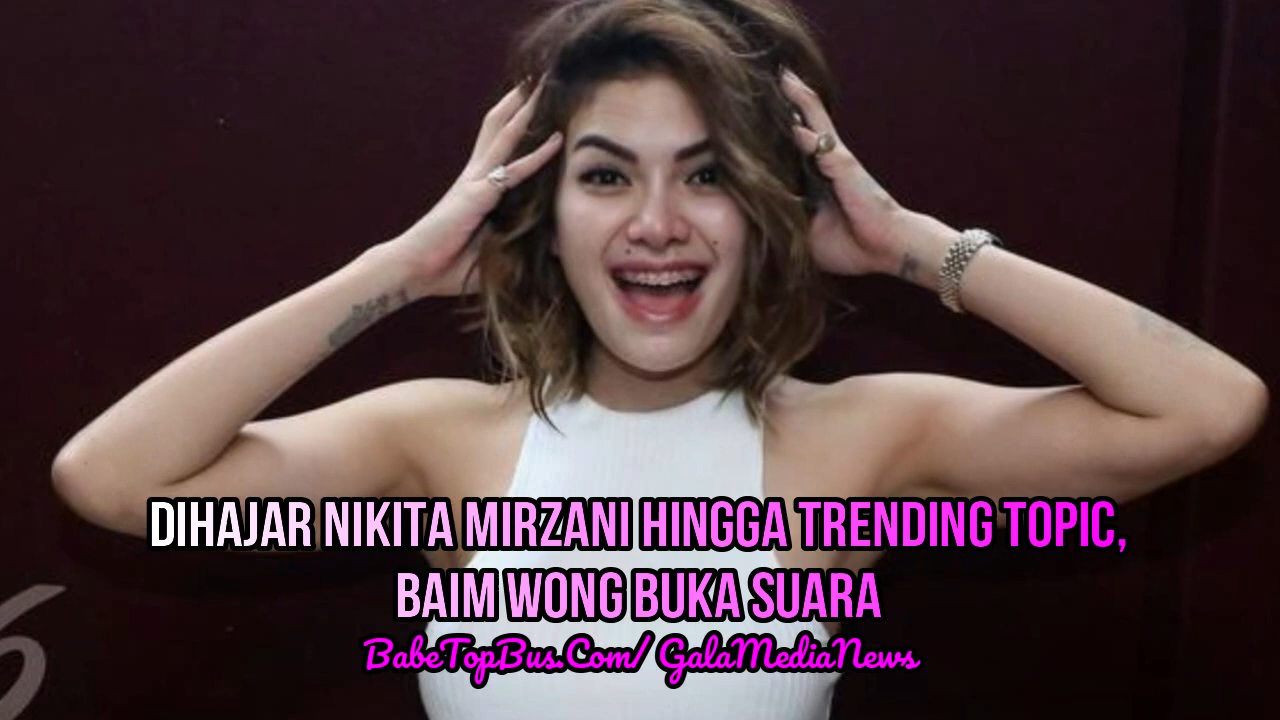 DIHAJAR NIKITA MIRZANI HINGGA TRENDING TOPIC,
BAIM WONG BUKA SUARA
BabeTopBus.Com/ GalaMediaNews